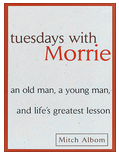 tuesdays with
Morrie
an old man, a young man,
and life's greatest lesson
Mitch Albom